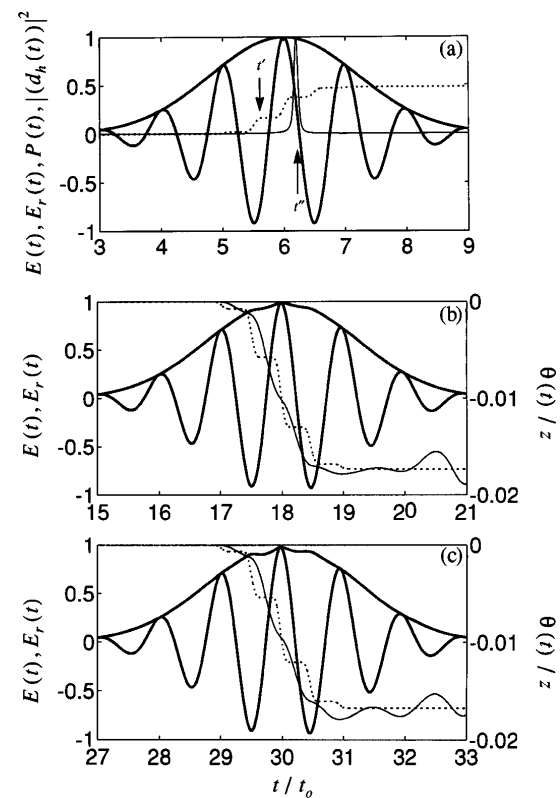 E(t), E_r(t), P(t), |(d_h(t))|^2
(a)
1
0.5
0
-0.5
-1
t'
t''
3 4 5 6 7 8 9
E(t), E_r(t)
(b)
1
0.5
0
-0.5
-1
0
-0.01
-0.02
θ(t) / z
15 16 17 18 19 20 21
E(t), E_r(t)
(c)
1
0.5
0
-0.5
-1
0
-0.01
-0.02
θ(t) / z
27 28 29 30 31 32 33
t / t_o